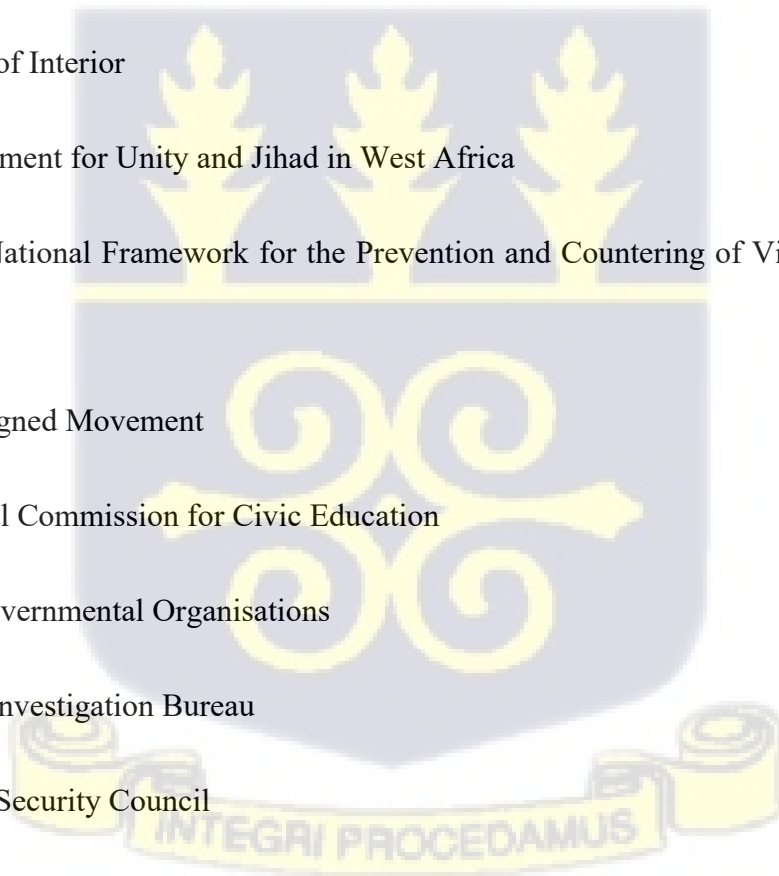 of Interior
ment for Unity and Jihad in West Africa
National Framework for the Prevention and Countering of Vi
gned Movement
l Commission for Civic Education
vernmental Organisations
nvestigation Bureau
Security Council
INTEGRI PROCEDAMUS